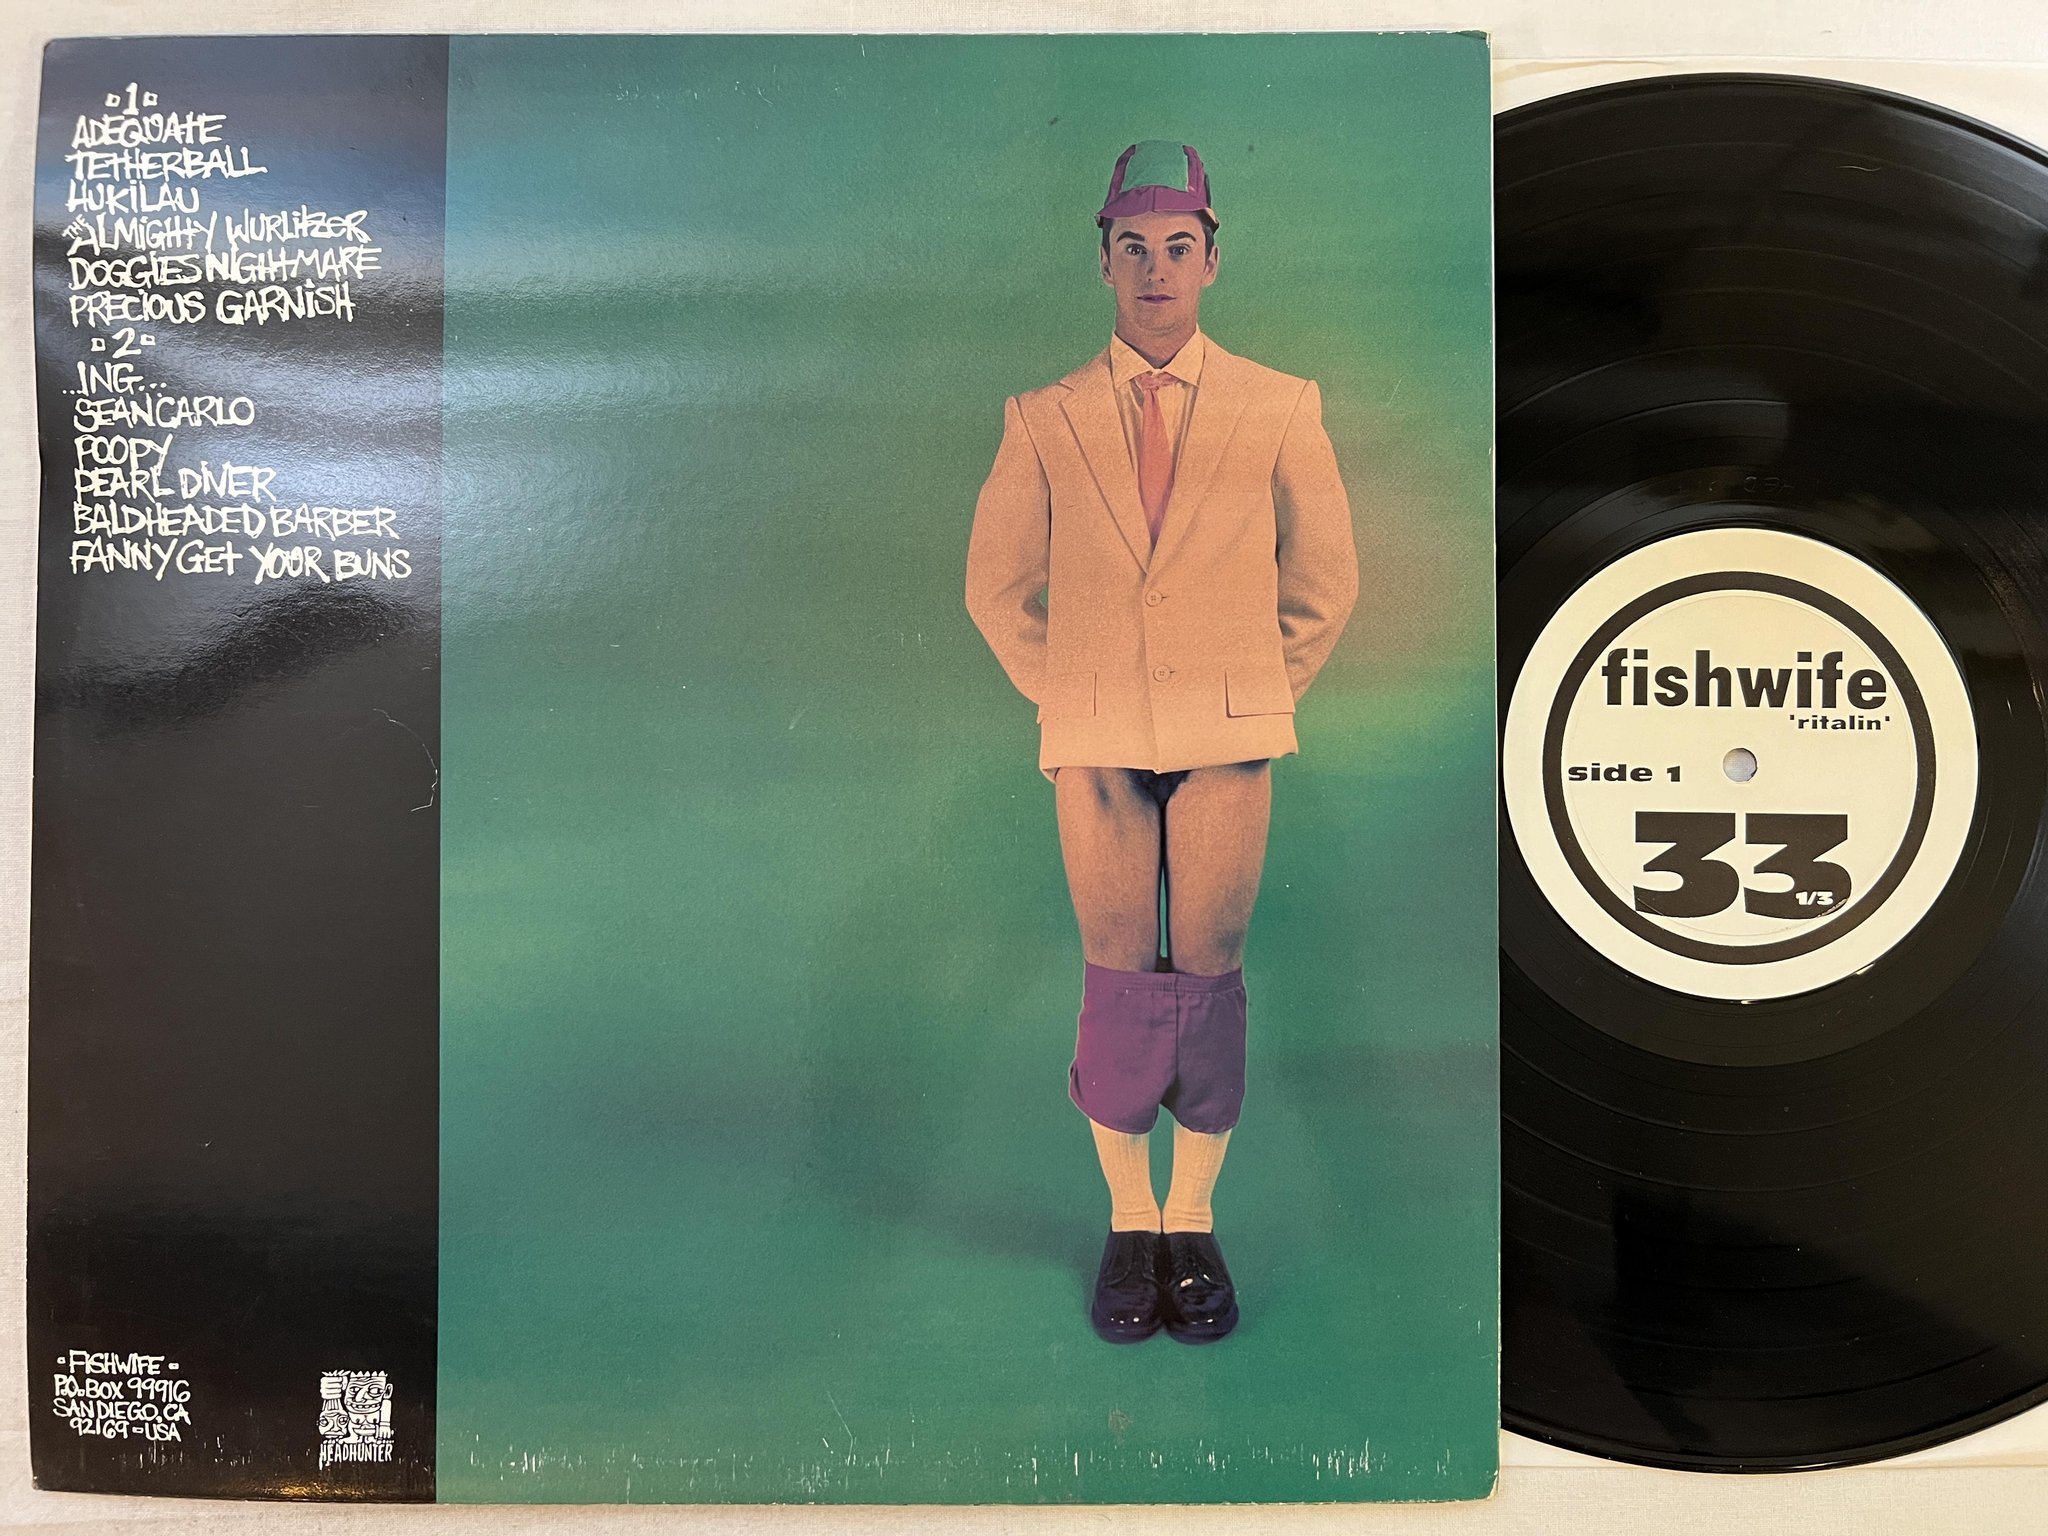 ▫1▫
ADEQUATE
TETHERBALL
HUKILAU
THE ALMIGHTY WURLITZER
DOGGIES NIGHTMARE
PRECIOUS GARNISH
▫2▫
...ING...
SEAN CARLO
POOPY
PEARL DIVER
BALDHEADED BARBER
FANNY GET YOUR BUNS
▫FISHWIFE▫
P.O. BOX 99916
SAN DIEGO, CA
92169▫USA
HEADHUNTER
fishwife
'ritalin'
side 1
33 1/3